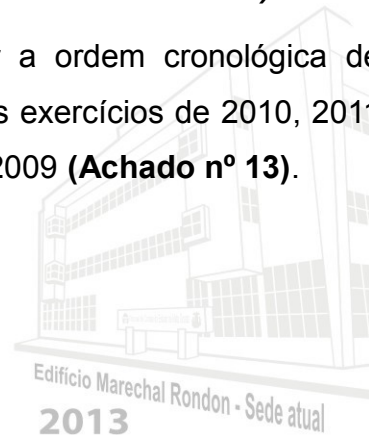 a ordem cronológica de
s exercícios de 2010, 2011
2009 (Achado nº 13).
Edifício Marechal Rondon - Sede atual
2013